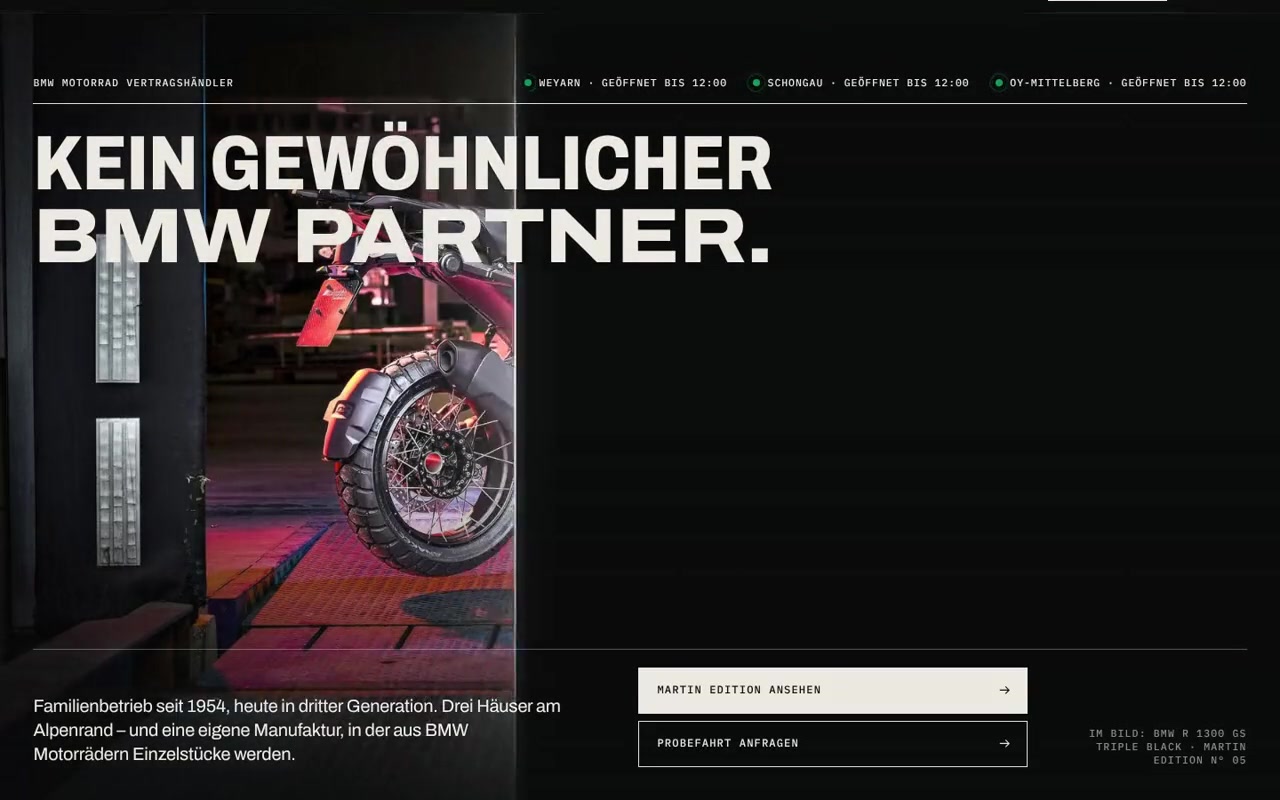 BMW MOTORRAD VERTRAGSHÄNDLER
WEYARN · GEÖFFNET BIS 12:00
SCHONGAU · GEÖFFNET BIS 12:00
OY-MITTELBERG · GEÖFFNET BIS 12:00
KEIN GEWÖHNLICHER
BMW PARTNER.
Familienbetrieb seit 1954, heute in dritter Generation. Drei Häuser am
Alpenrand – und eine eigene Manufaktur, in der aus BMW
Motorrädern Einzelstücke werden.
MARTIN EDITION ANSEHEN →
PROBEFAHRT ANFRAGEN →
IM BILD: BMW R 1300 GS
TRIPLE BLACK · MARTIN
EDITION Nº 05